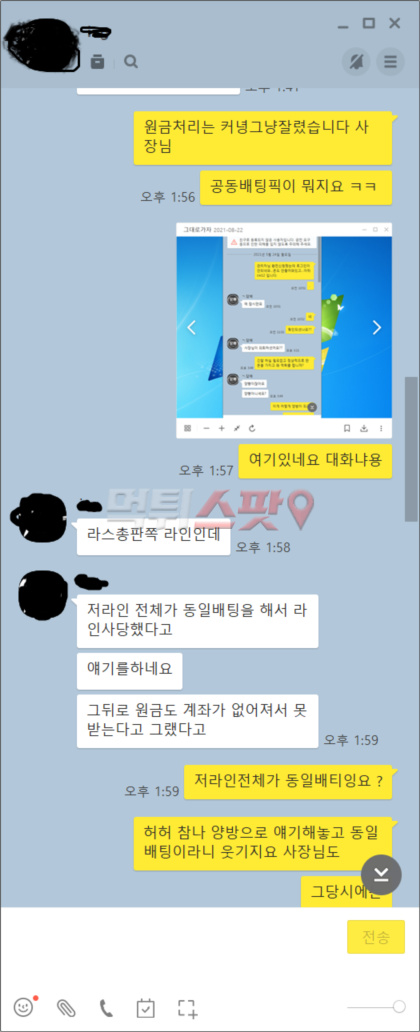 원금처리는 커녕그냥잘렸습니다 사
장님
오후 1:56
공동배팅픽이 뭐지요 ㅋㅋ
그대로가자 2021-08-22
오후 1:57
여기있네요 대화냐용
먹튀스팟
라스총판쪽 라인인데
오후 1:58
저라인 전체가 동일배팅을 해서 라
인사당했다고
얘기를하네요
그뒤로 원금도 계좌가 없어져서 못
받는다고 그랬다고
오후 1:59
오후 1:59
저라인전체가 동일배티잉요 ?
허허 참나 양방으로 얘기해놓고 동일
배팅이라니 웃기지요 사장님도
그당시에
전송